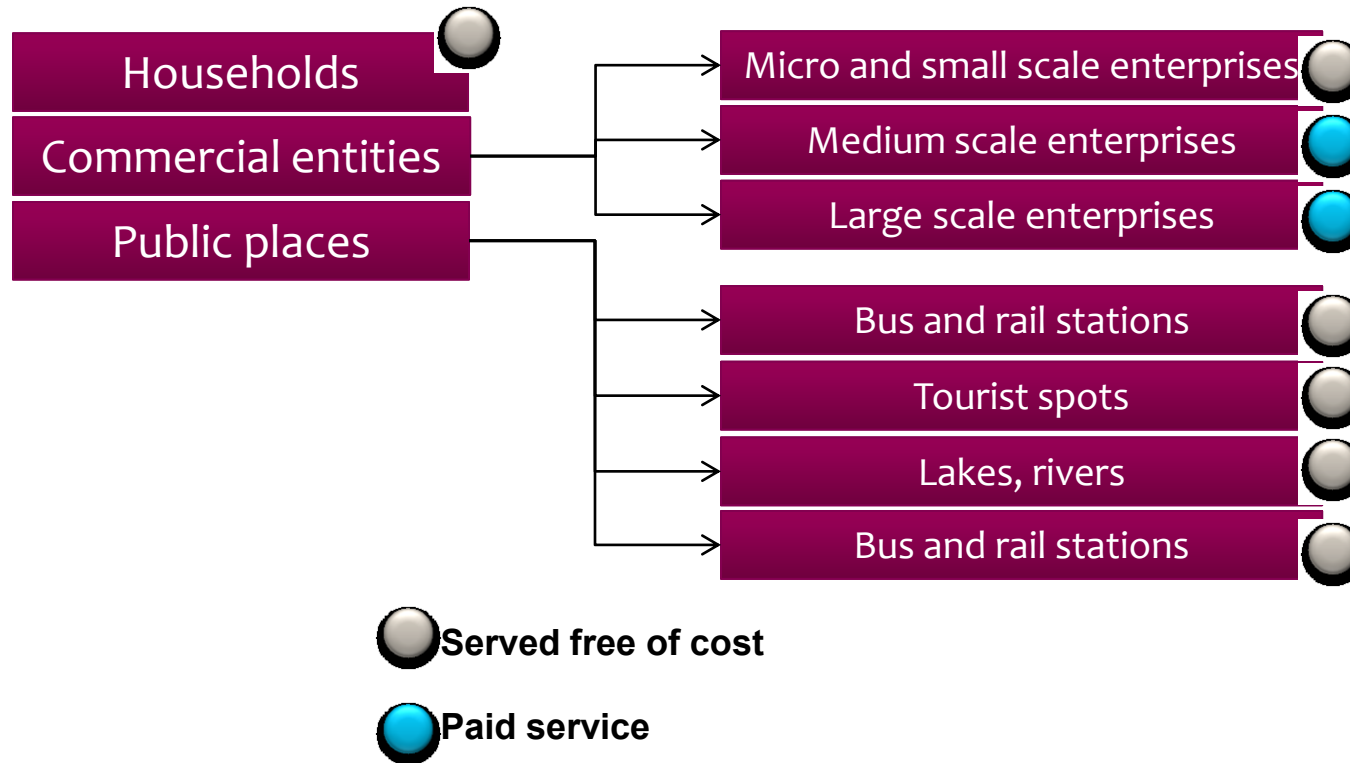 Households
Commercial entities
Public places
Micro and small scale enterprises
Medium scale enterprises
Large scale enterprises
Bus and rail stations
Tourist spots
Lakes, rivers
Bus and rail stations
Served free of cost
Paid service